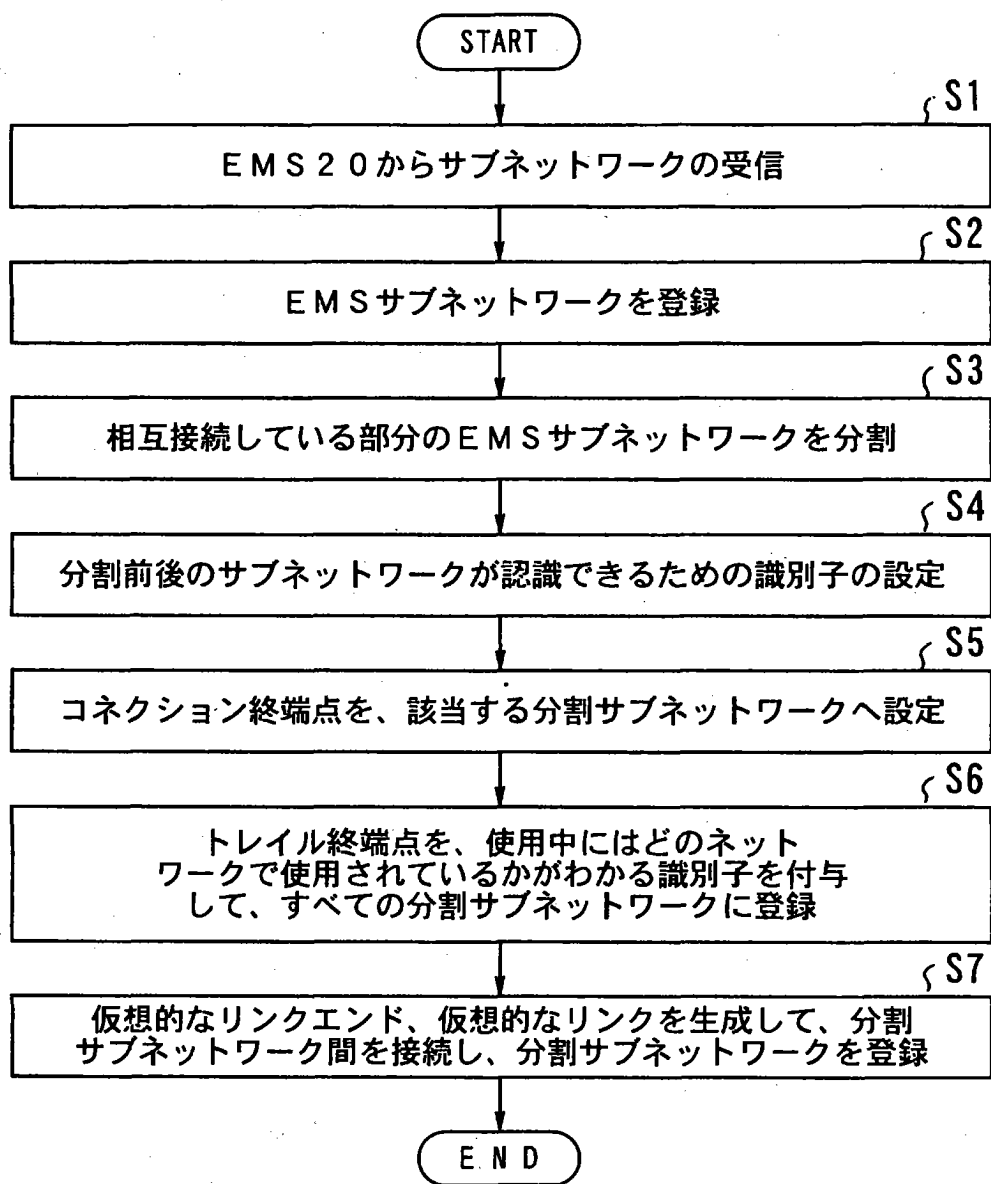 START
S1
EMS20からサブネットワークの受信
S2
EMSサブネットワークを登録
S3
相互接続している部分のEMSサブネットワークを分割
S4
分割前後のサブネットワークが認識できるための識別子の設定
S5
コネクション終端点を、該当する分割サブネットワークへ設定
S6
トレイル終端点を、使用中にはどのネット
ワークで使用されているかがわかる識別子を付与
して、すべての分割サブネットワークに登録
S7
仮想的なリンクエンド、仮想的なリンクを生成して、分割
サブネットワーク間を接続し、分割サブネットワークを登録
END